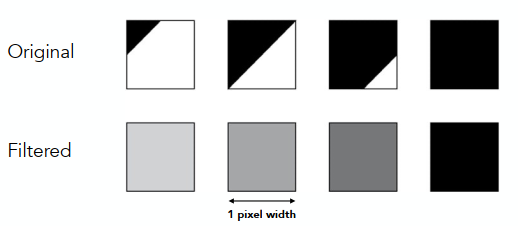 Original
Filtered
1 pixel width